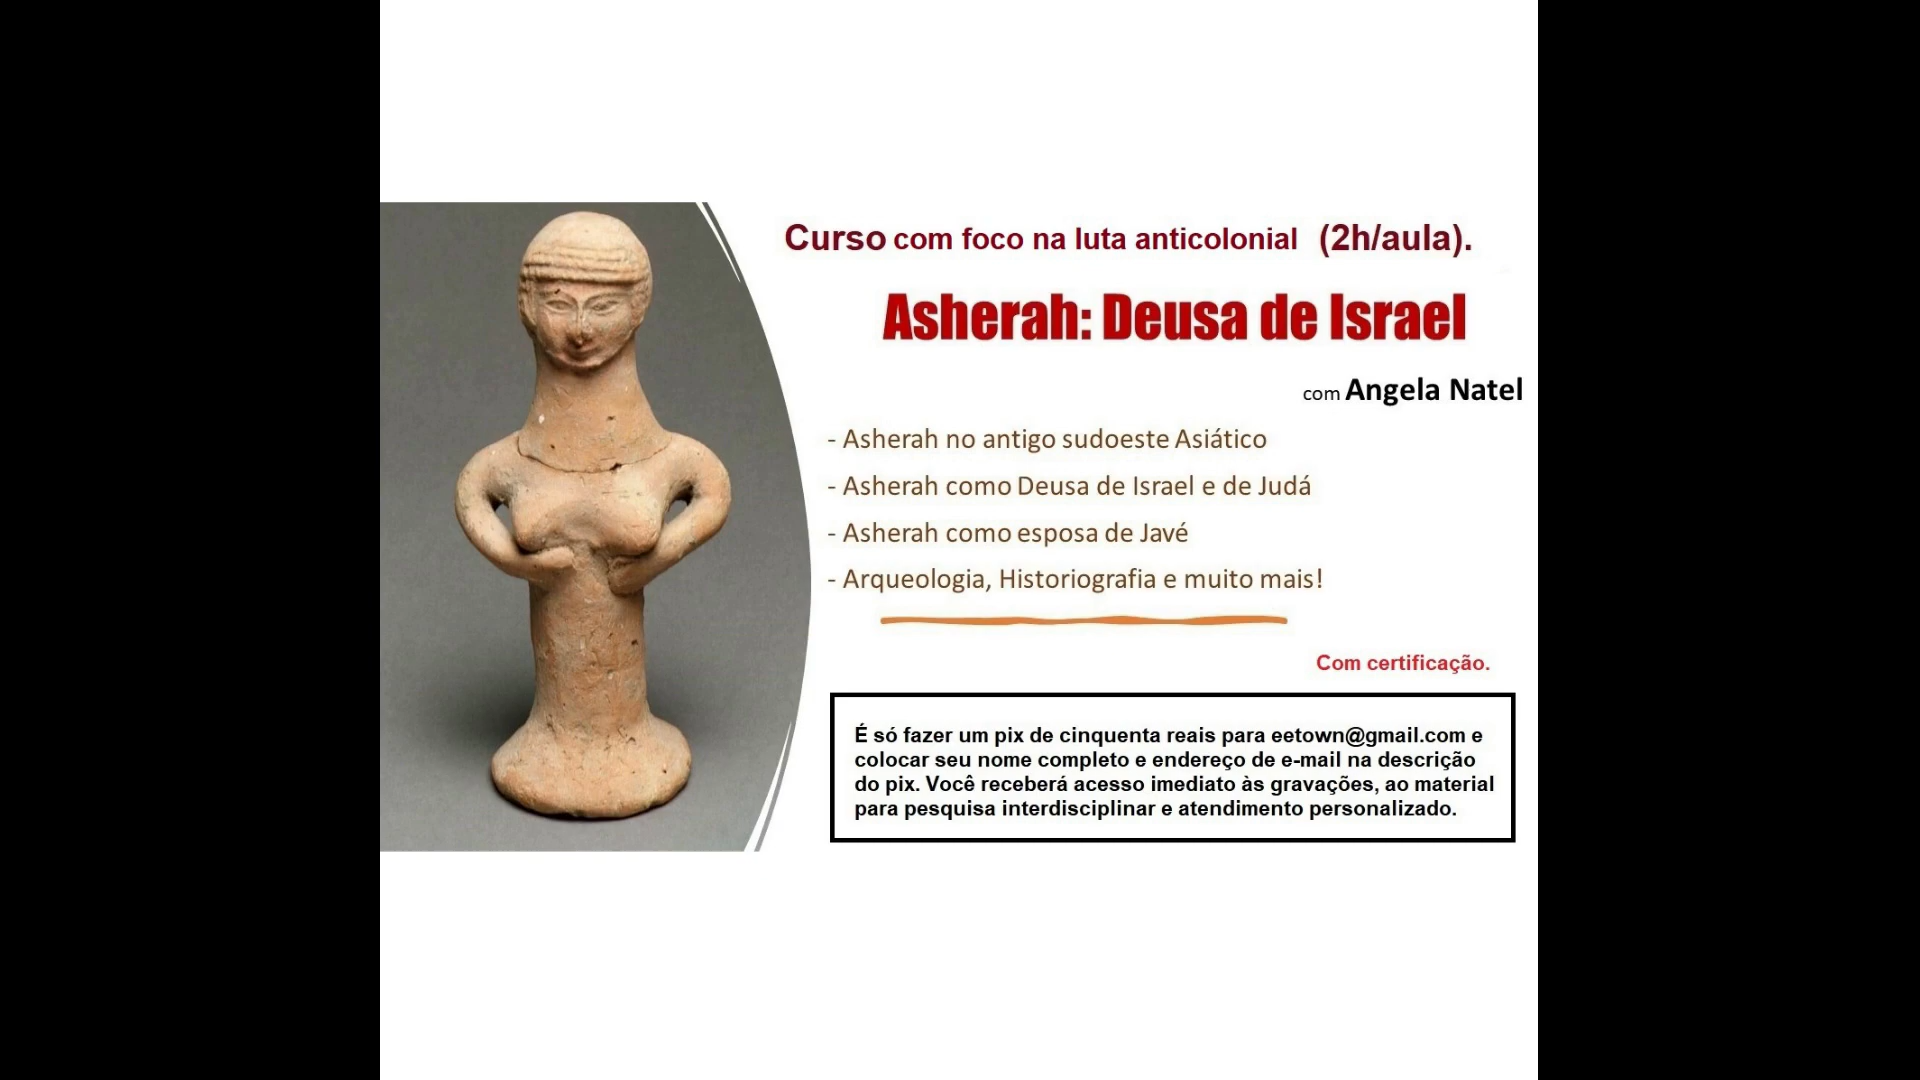 Curso com foco na luta anticolonial (2h/aula).
Asherah: Deusa de Israel
com Angela Natel
- Asherah no antigo sudoeste Asiático
- Asherah como Deusa de Israel e de Judá
- Asherah como esposa de Javé
- Arqueologia, Historiografia e muito mais!
Com certificação.
É só fazer um pix de cinquenta reais para eetown@gmail.com e
colocar seu nome completo e endereço de e-mail na descrição
do pix. Você receberá acesso imediato às gravações, ao material
para pesquisa interdisciplinar e atendimento personalizado.